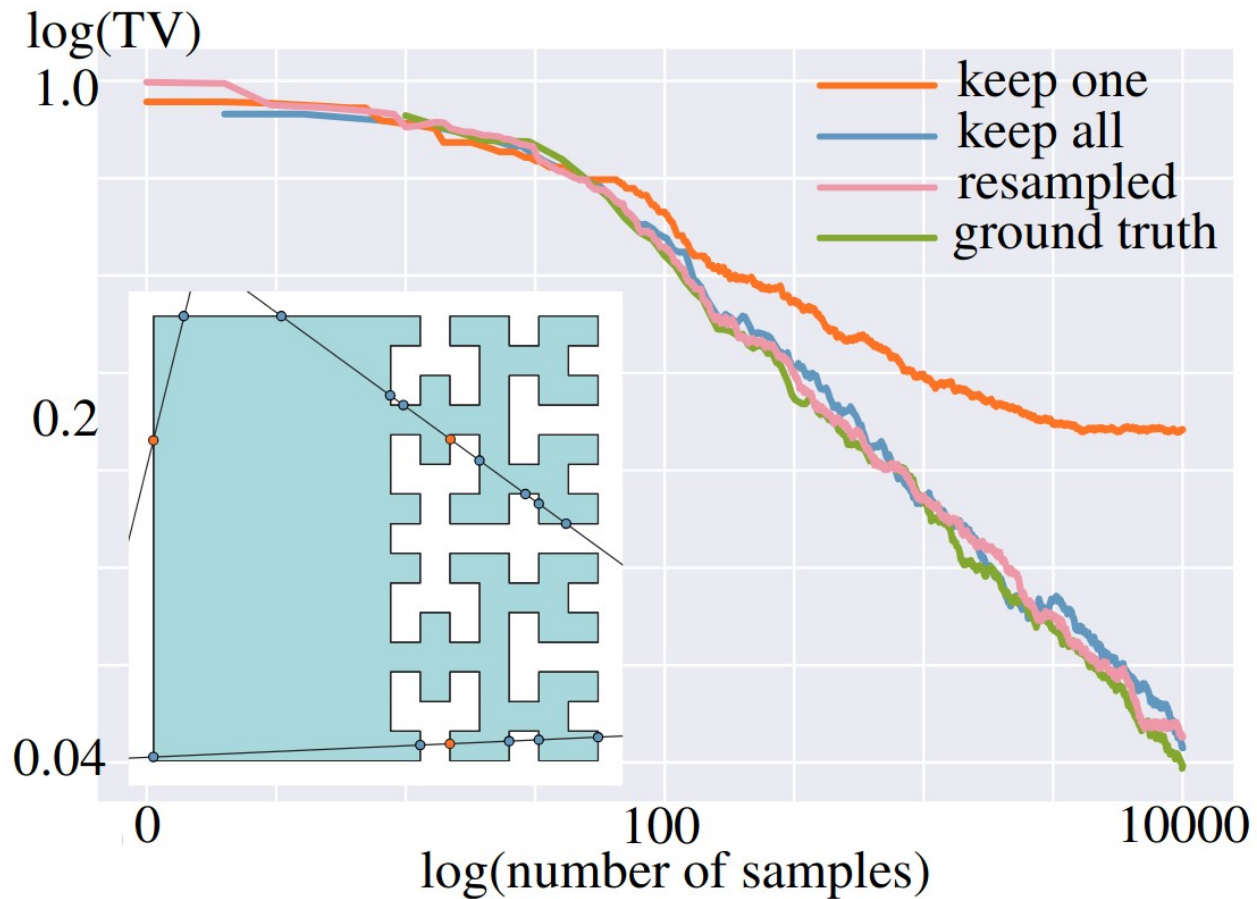 log(TV)
1.0
keep one
keep all
resampled
ground truth
0.2
0.04
0
100
10000
log(number of samples)